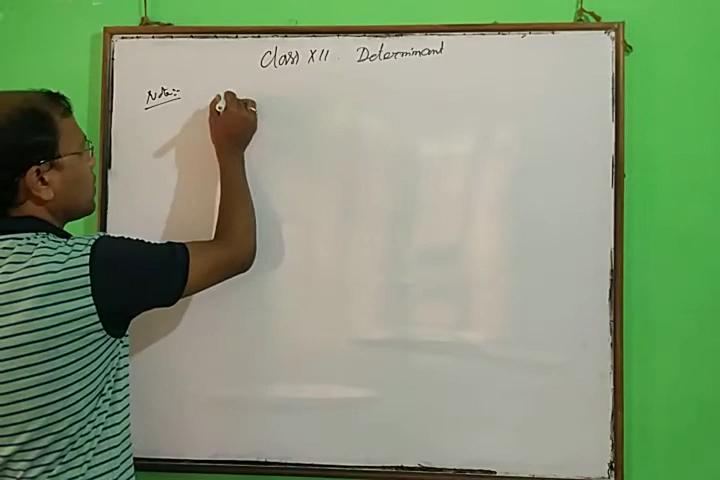 Class XII. Determinant
Note:-